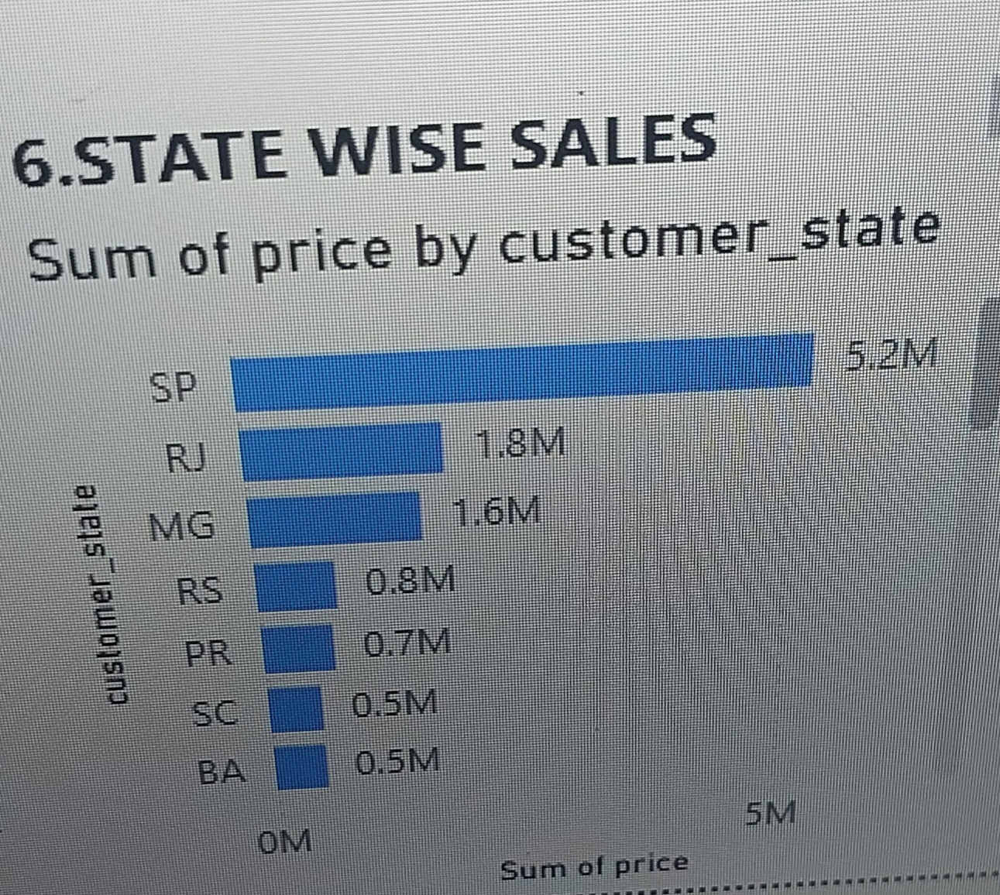 6.STATE WISE SALES
Sum of price by customer_state
SP 5.2M
RJ 1.8M
MG 1.6M
RS 0.8M
PR 0.7M
SC 0.5M
BA 0.5M
customer_state
0M 5M
Sum of price